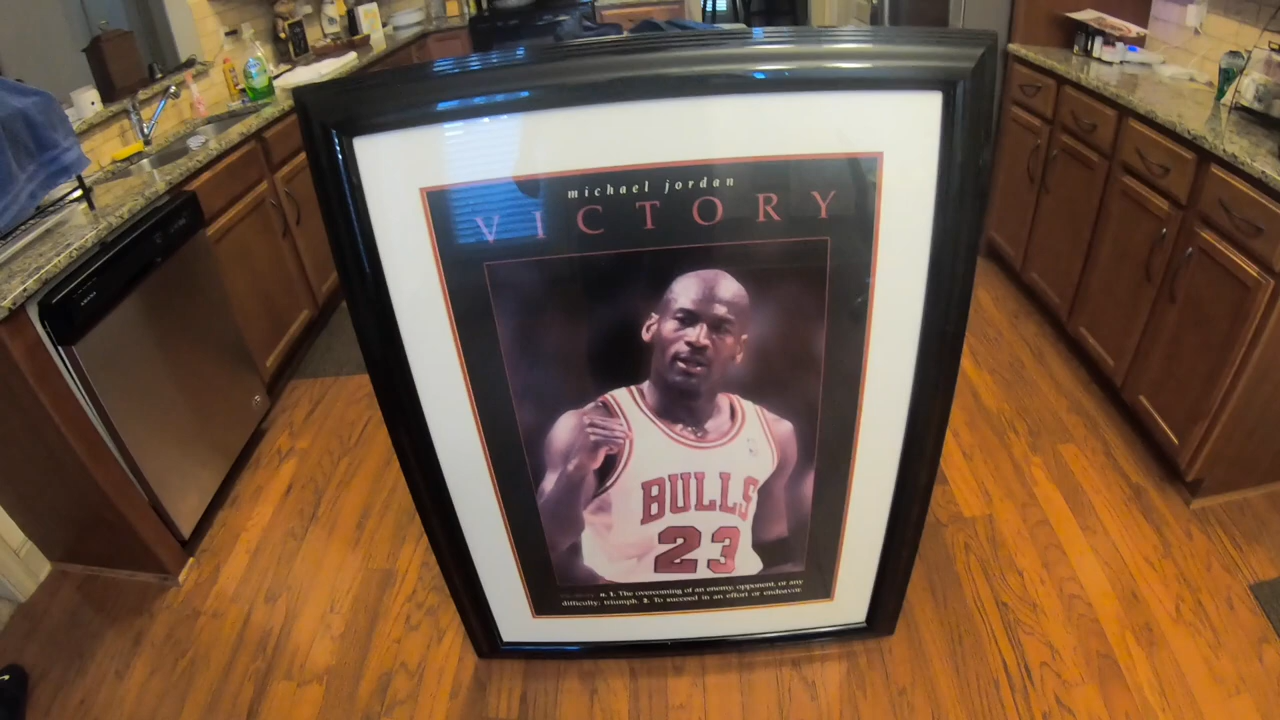 michael jordan
VICTORY
BULLS
23
n. 1. The overcoming of an enemy, opponent, or any
difficulty; triumph. 2. To succeed in an effort or endeavor